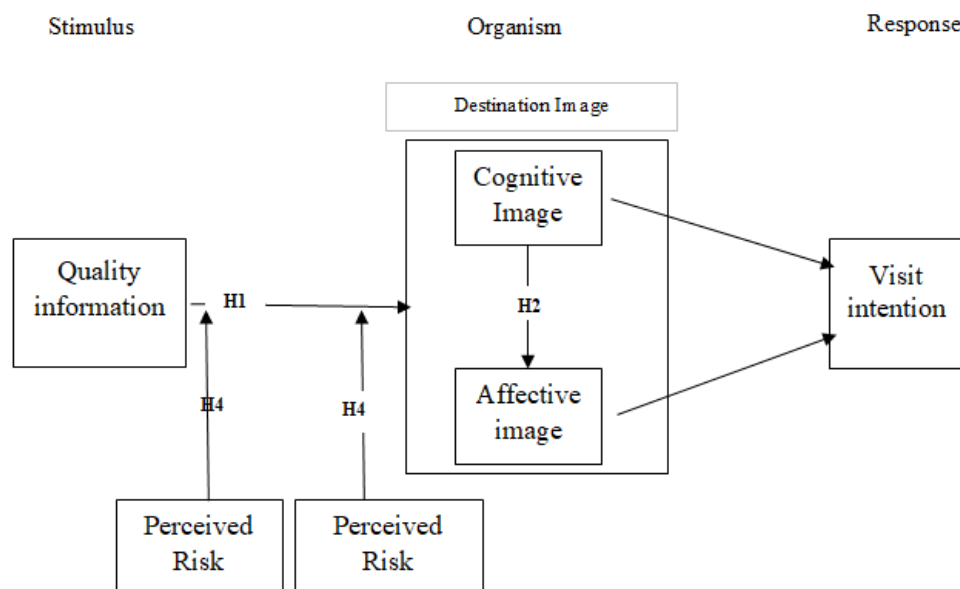 Stimulus
Organism
Response
Destination Image
Cognitive
Image
Quality
information
H1
H2
Visit
intention
Affective
image
H4
H4
Perceived
Risk
Perceived
Risk